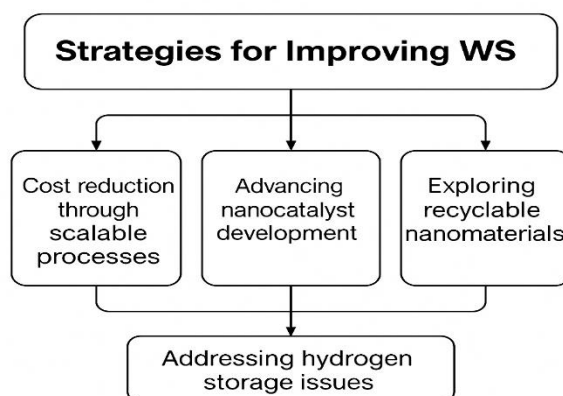 Strategies for Improving WS
Cost reduction
through
scalable
processes
Advancing
nanocatalyst
development
Exploring
recyclable
nanomaterials
Addressing hydrogen
storage issues